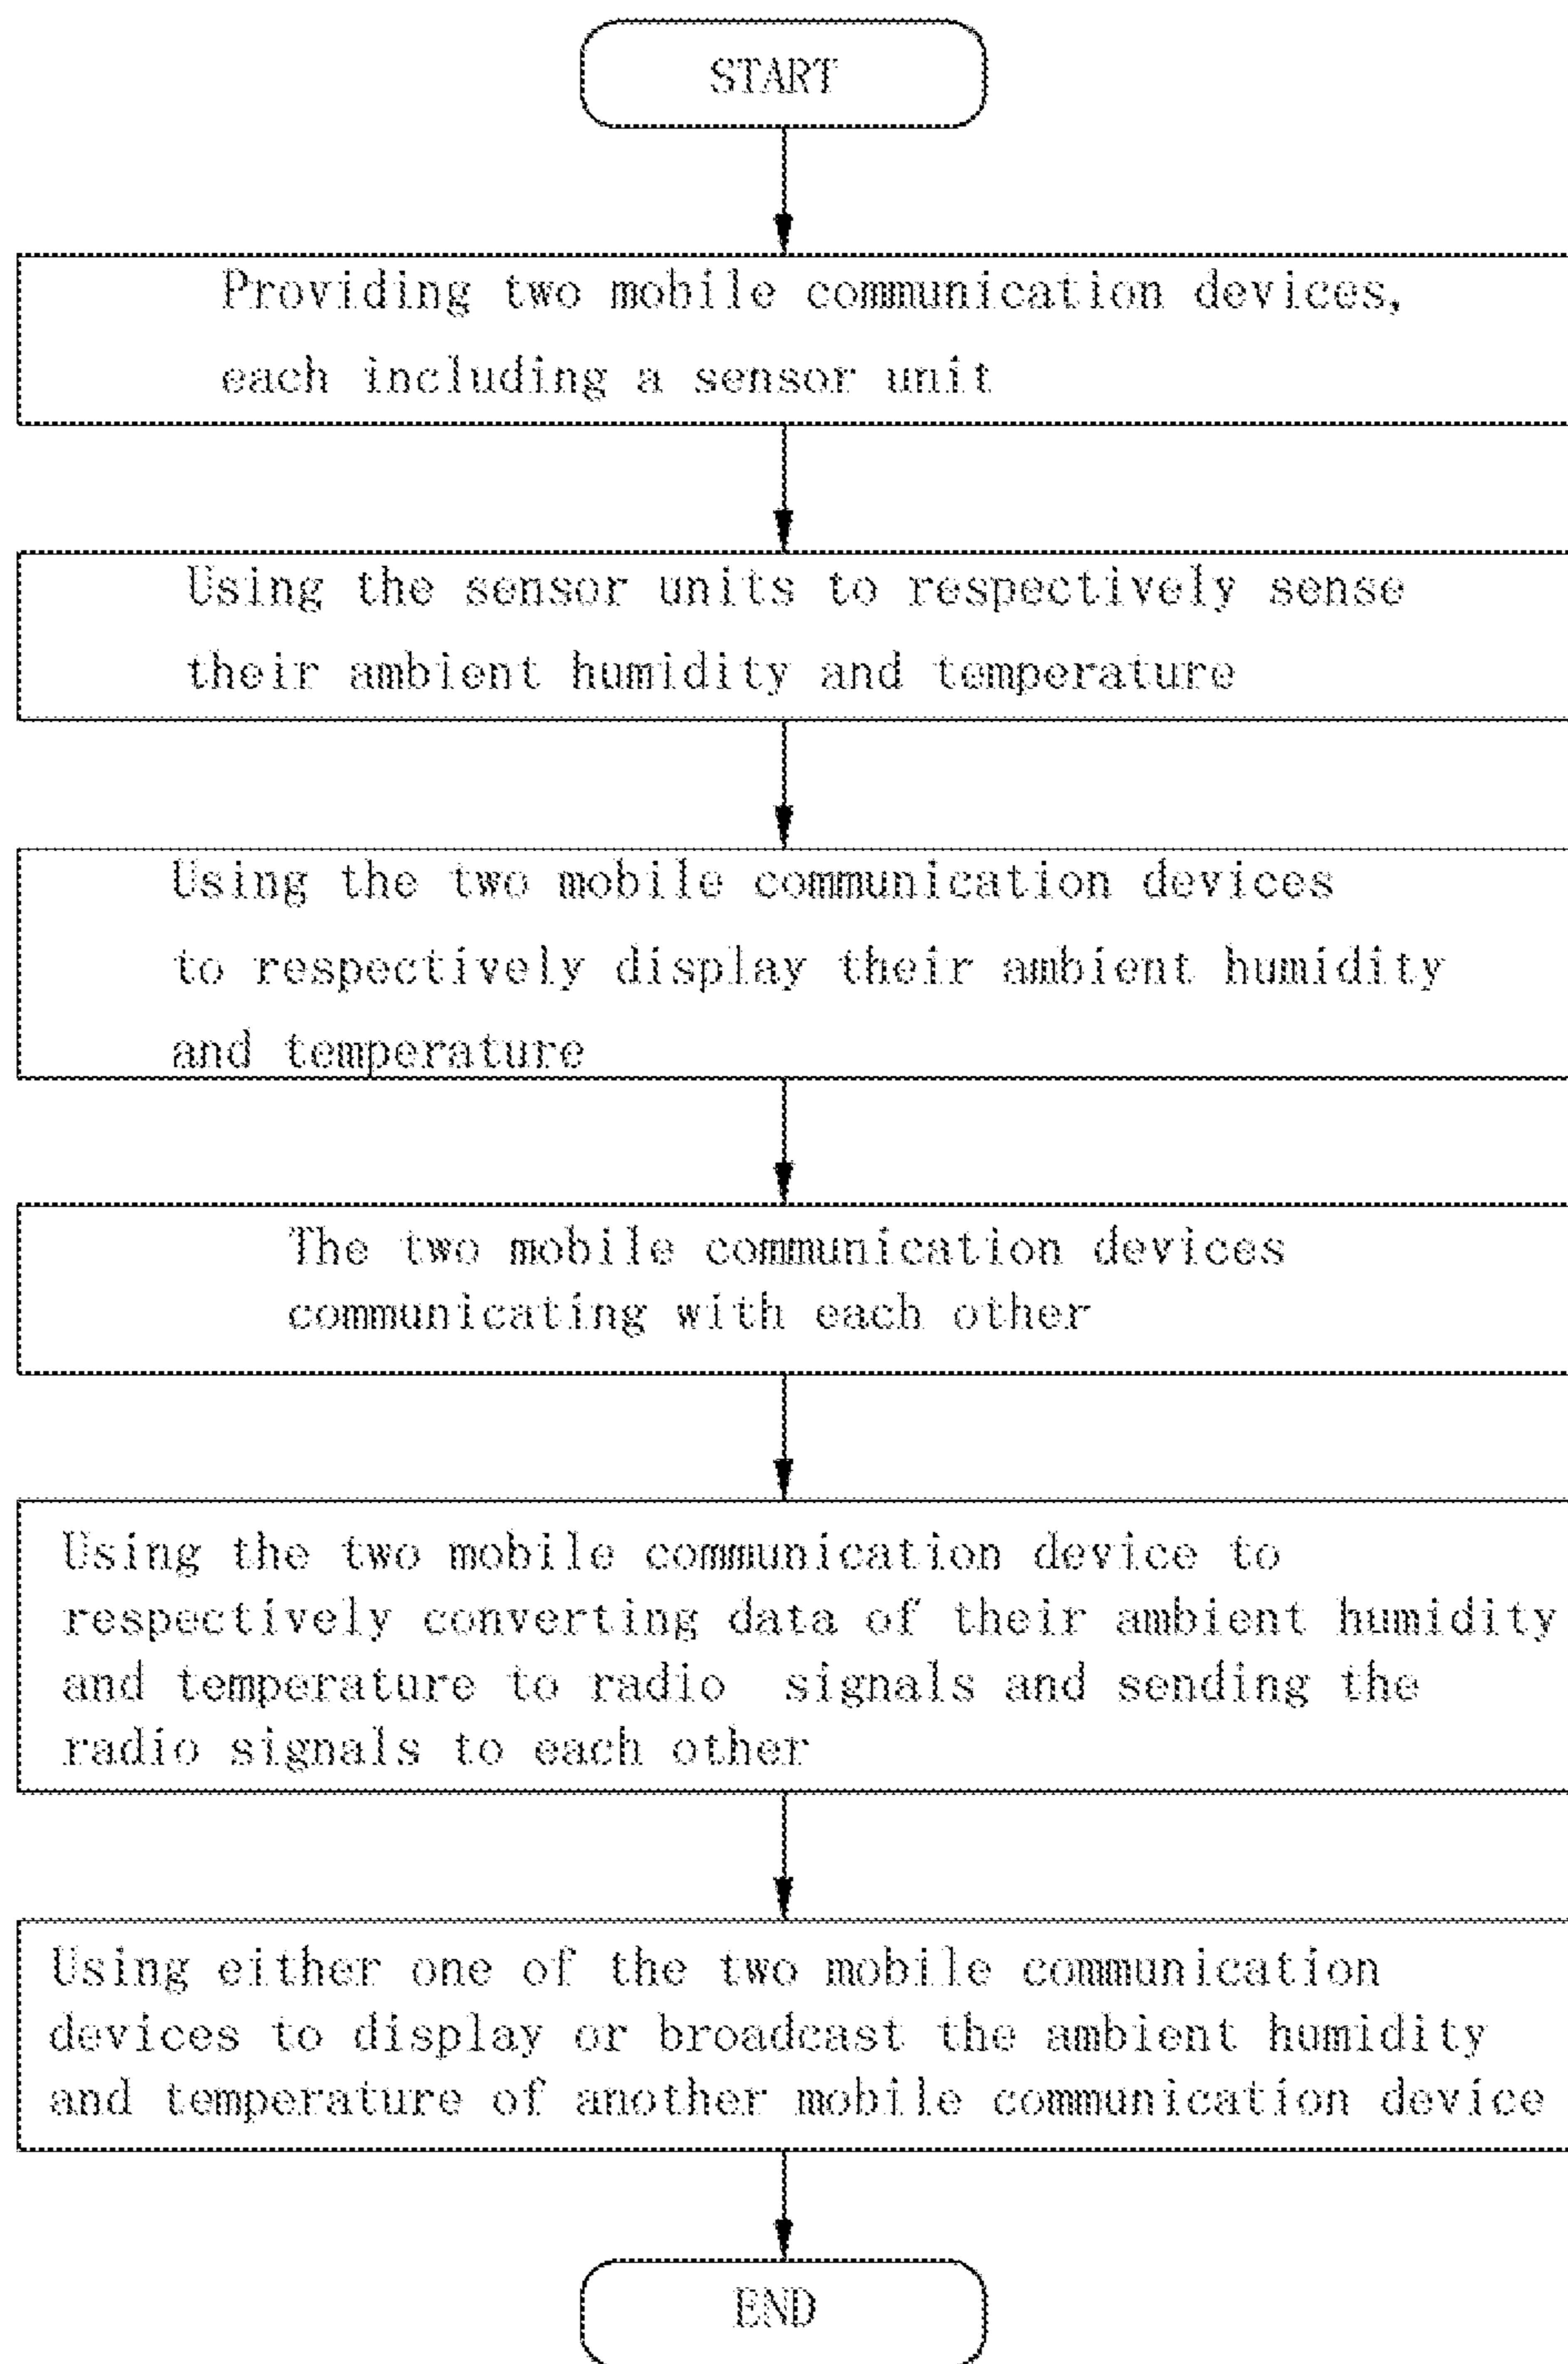 START
Providing two mobile communication devices,
each including a sensor unit
Using the sensor units to respectively sense
their ambient humidity and temperature
Using the two mobile communication devices
to respectively display their ambient humidity
and temperature
The two mobile communication devices
communicating with each other
Using the two mobile communication device to
respectively converting data of their ambient humidity
and temperature to radio signals and sending the
radio signals to each other
Using either one of the two mobile communication
devices to display or broadcast the ambient humidity
and temperature of another mobile communication device
END